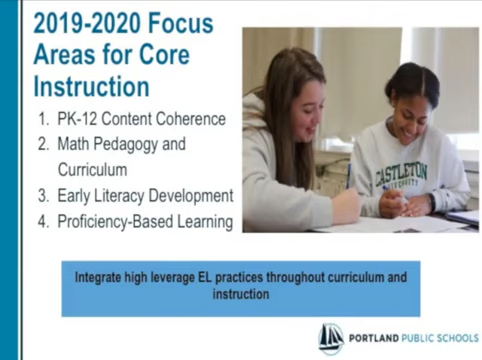 2019-2020 Focus
Areas for Core
Instruction
1. PK-12 Content Coherence
2. Math Pedagogy and
Curriculum
3. Early Literacy Development
4. Proficiency-Based Learning
CASTLETON
UNIVERSITY
Integrate high leverage EL practices throughout curriculum and
instruction
PORTLAND PUBLIC SCHOOLS